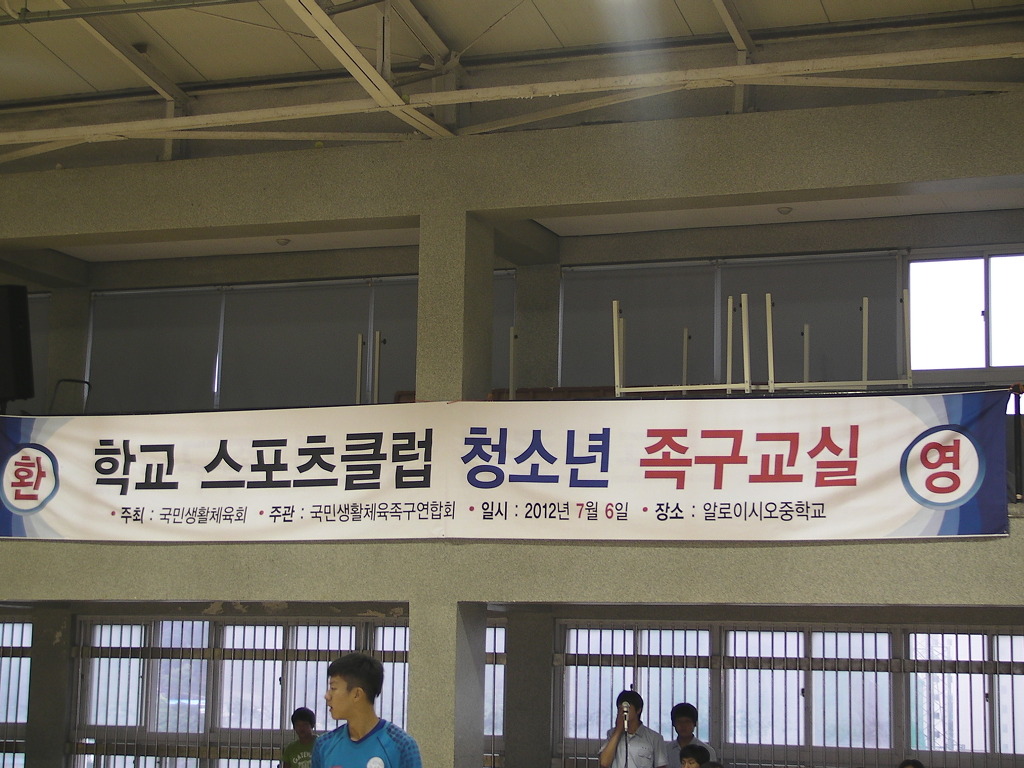 환 학교 스포츠클럽 청소년 족구교실 영
• 주최 : 국민생활체육회 • 주관 : 국민생활체육족구연합회 • 일시 : 2012년 7월 6일 • 장소 : 알로이시오중학교